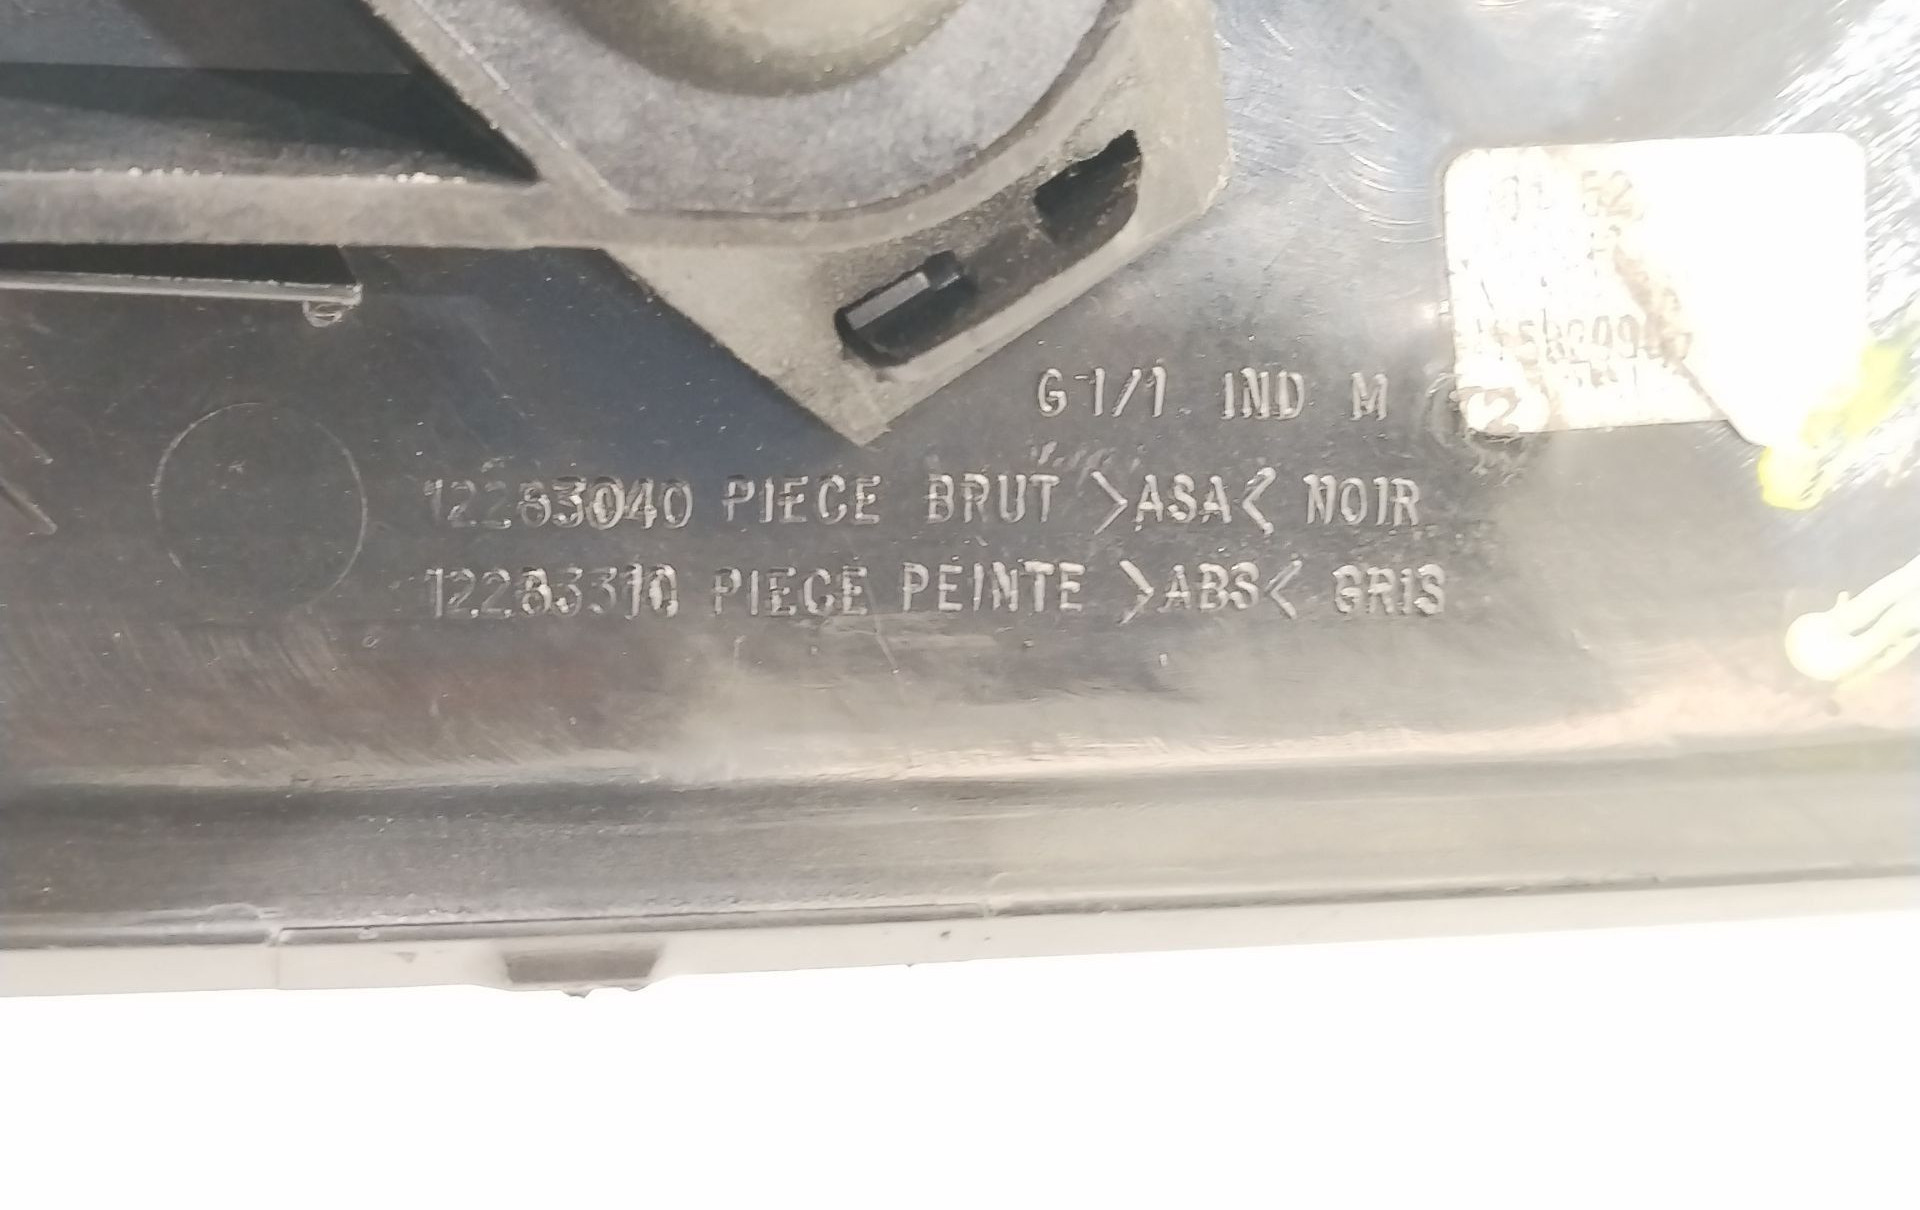 G1/1 IND M
12283040 PIECE BRUT >ASA< NOIR
12283310 PIECE PEINTE >ABS< GRIS